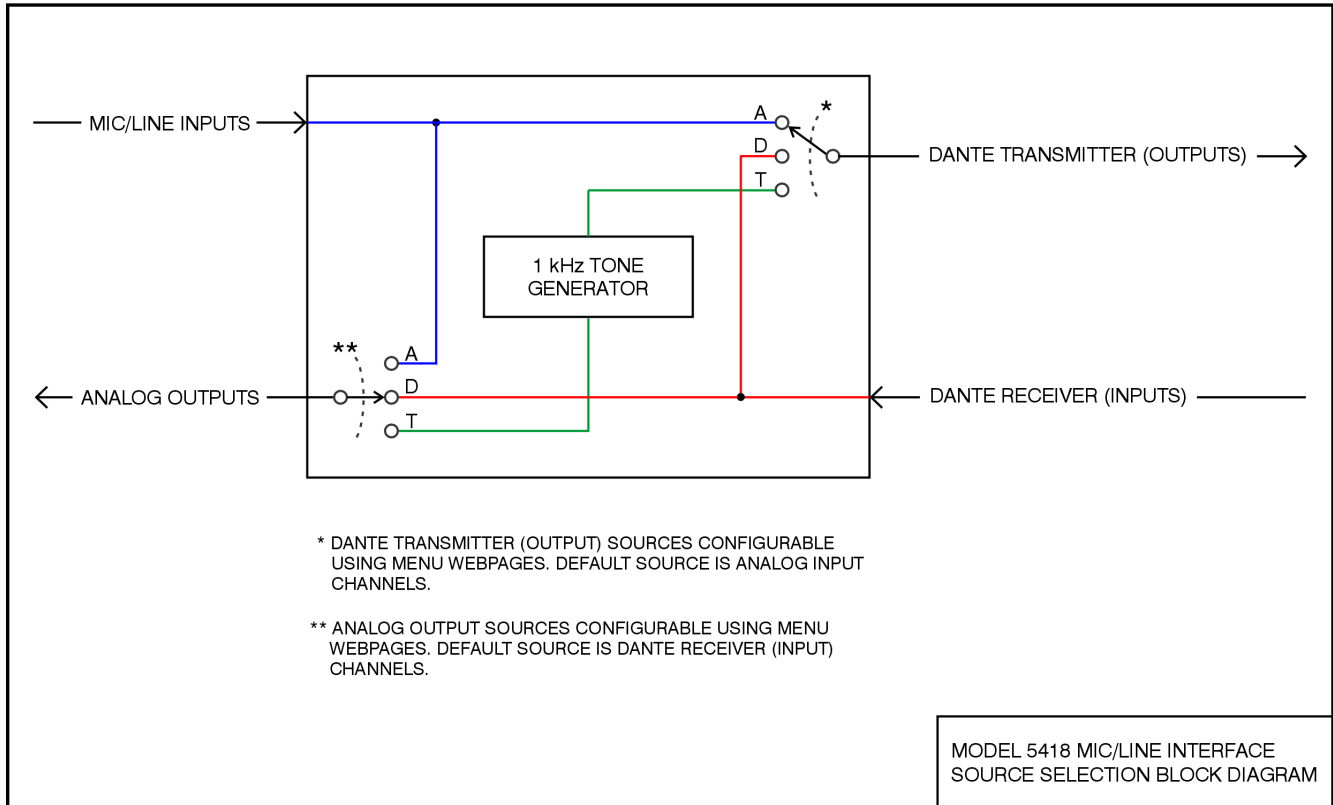 *
A
MIC/LINE INPUTS
D
DANTE TRANSMITTER (OUTPUTS)
T
1 kHz TONE
GENERATOR
**
A
D
ANALOG OUTPUTS
DANTE RECEIVER (INPUTS)
T
* DANTE TRANSMITTER (OUTPUT) SOURCES CONFIGURABLE
USING MENU WEBPAGES. DEFAULT SOURCE IS ANALOG INPUT
CHANNELS.
** ANALOG OUTPUT SOURCES CONFIGURABLE USING MENU
WEBPAGES. DEFAULT SOURCE IS DANTE RECEIVER (INPUT)
CHANNELS.
MODEL 5418 MIC/LINE INTERFACE
SOURCE SELECTION BLOCK DIAGRAM